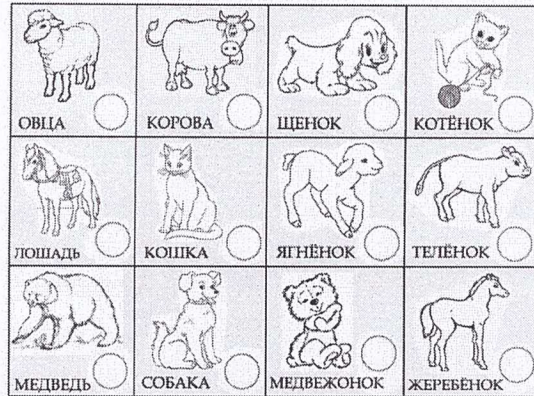 ОВЦА КОРОВА ЩЕНОК КОТЁНОК
ЛОШАДЬ КОШКА ЯГНЁНОК ТЕЛЁНОК
МЕДВЕДЬ СОБАКА МЕДВЕЖОНОК ЖЕРЕБЁНОК